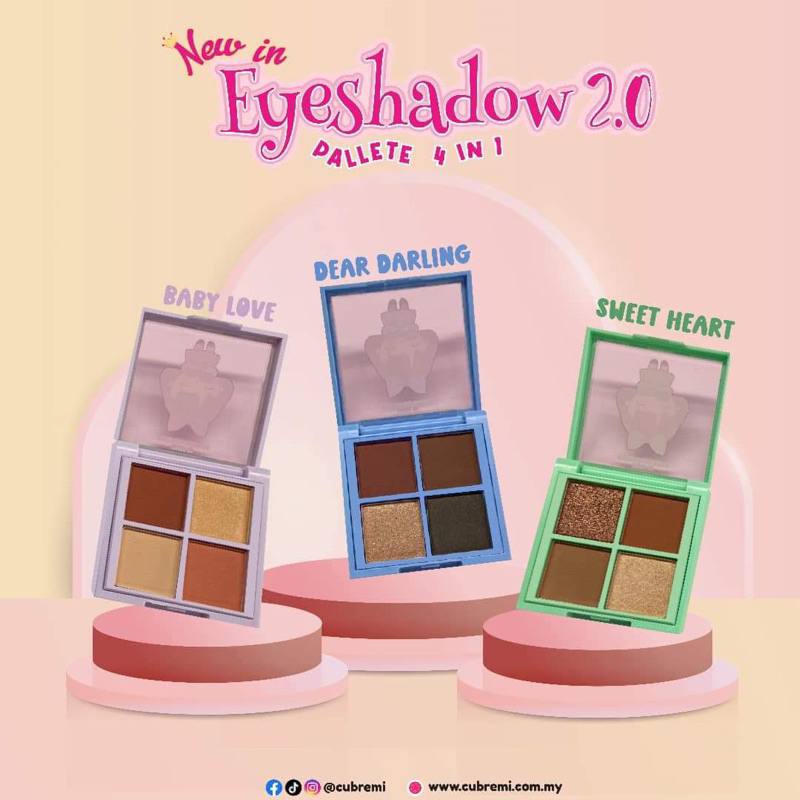 New in
Eyeshadow 2.0
PALLETE 4 IN 1
DEAR DARLING
BABY LOVE
SWEET HEART
@cubremi www.cubremi.com.my